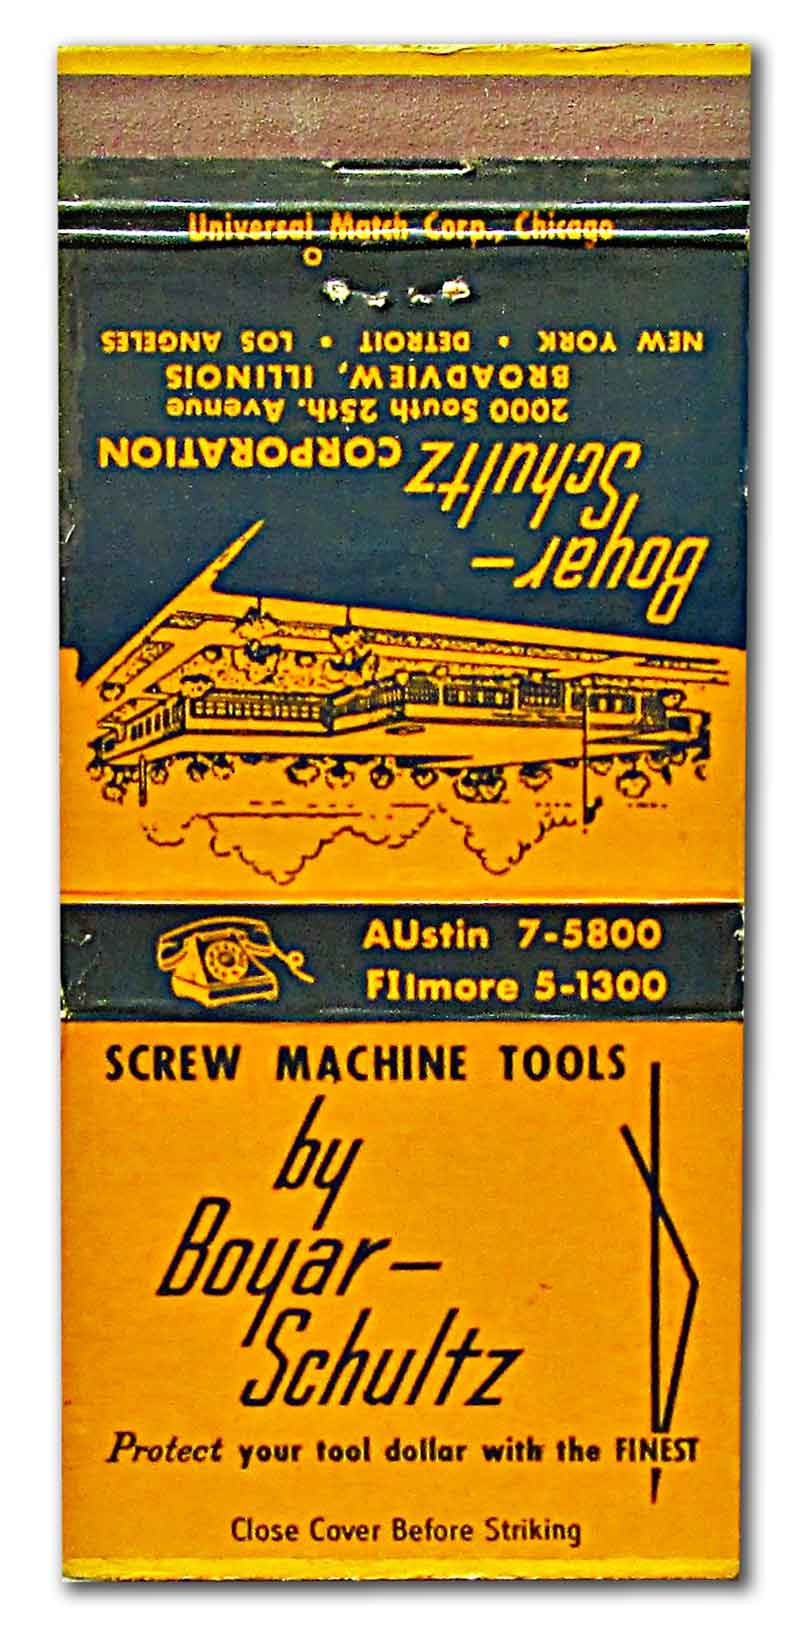 Universal Match Corp., Chicago
Boyar-
Schultz CORPORATION
2000 South 25th. Avenue
BROADVIEW, ILLINOIS
NEW YORK • DETROIT • LOS ANGELES
AUstin 7-5800
FIlmore 5-1300
SCREW MACHINE TOOLS
by
Boyar-
Schultz
Protect your tool dollar with the FINEST
Close Cover Before Striking